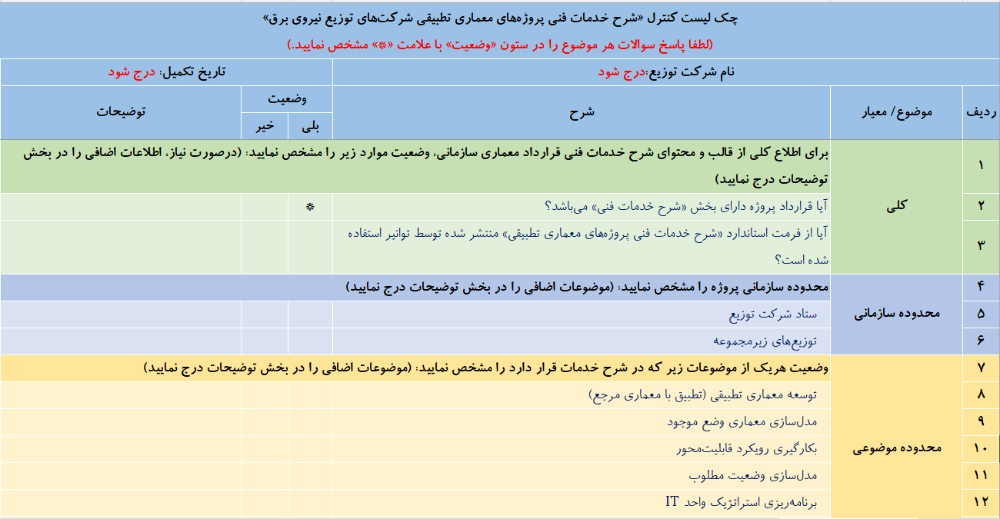 چک لیست کنترل «شرح خدمات فنی پروژه‌های معماری تطبیقی شرکت‌های توزیع نیروی برق»
(لطفا پاسخ سوالات هر موضوع را در ستون «وضعیت» با علامت «*» مشخص نمایید.)
نام شرکت توزیع:درج شود تاریخ تکمیل: درج شود
ردیف موضوع/ معیار شرح وضعیت توضیحات
بلی خیر
۱ کلی برای اطلاع کلی از قالب و محتوای شرح خدمات فنی قرارداد معماری سازمانی، وضعیت موارد زیر را مشخص نمایید: (درصورت نیاز، اطلاعات اضافی را در بخش
توضیحات درج نمایید)
۲ آیا قرارداد پروژه دارای بخش «شرح خدمات فنی» می‌باشد؟ *
۳ آیا از فرمت استاندارد «شرح خدمات فنی پروژه‌های معماری تطبیقی» منتشر شده توسط توانیر استفاده
شده است؟
۴ محدوده سازمانی محدوده سازمانی پروژه را مشخص نمایید: (موضوعات اضافی را در بخش توضیحات درج نمایید)
۵ ستاد شرکت توزیع
۶ توزیع‌های زیرمجموعه
۷ محدوده موضوعی وضعیت هریک از موضوعات زیر که در شرح خدمات قرار دارد را مشخص نمایید: (موضوعات اضافی را در بخش توضیحات درج نمایید)
۸ توسعه معماری تطبیقی (تطبیق با معماری مرجع)
۹ مدل‌سازی معماری وضع موجود
۱۰ بکارگیری رویکرد قابلیت‌محور
۱۱ مدل‌سازی وضعیت مطلوب
۱۲ برنامه‌ریزی استراتژیک واحد IT